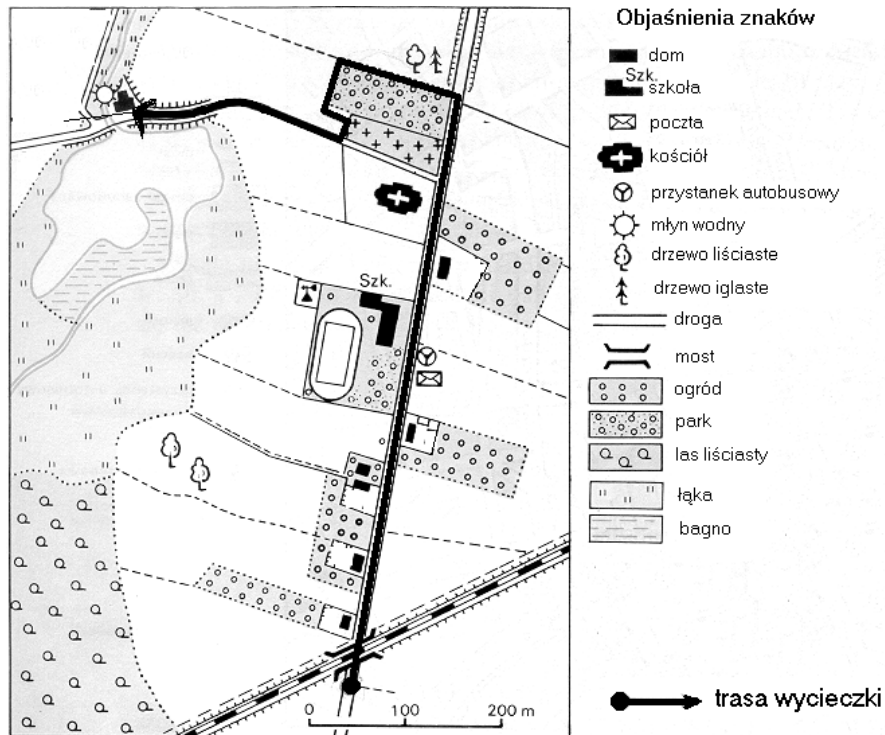 Objaśnienia znaków
dom
Szk.
szkoła
poczta
kościół
przystanek autobusowy
młyn wodny
drzewo liściaste
drzewo iglaste
droga
most
ogród
park
las liściasty
łąka
bagno
trasa wycieczki
Szk.
0 100 200 m